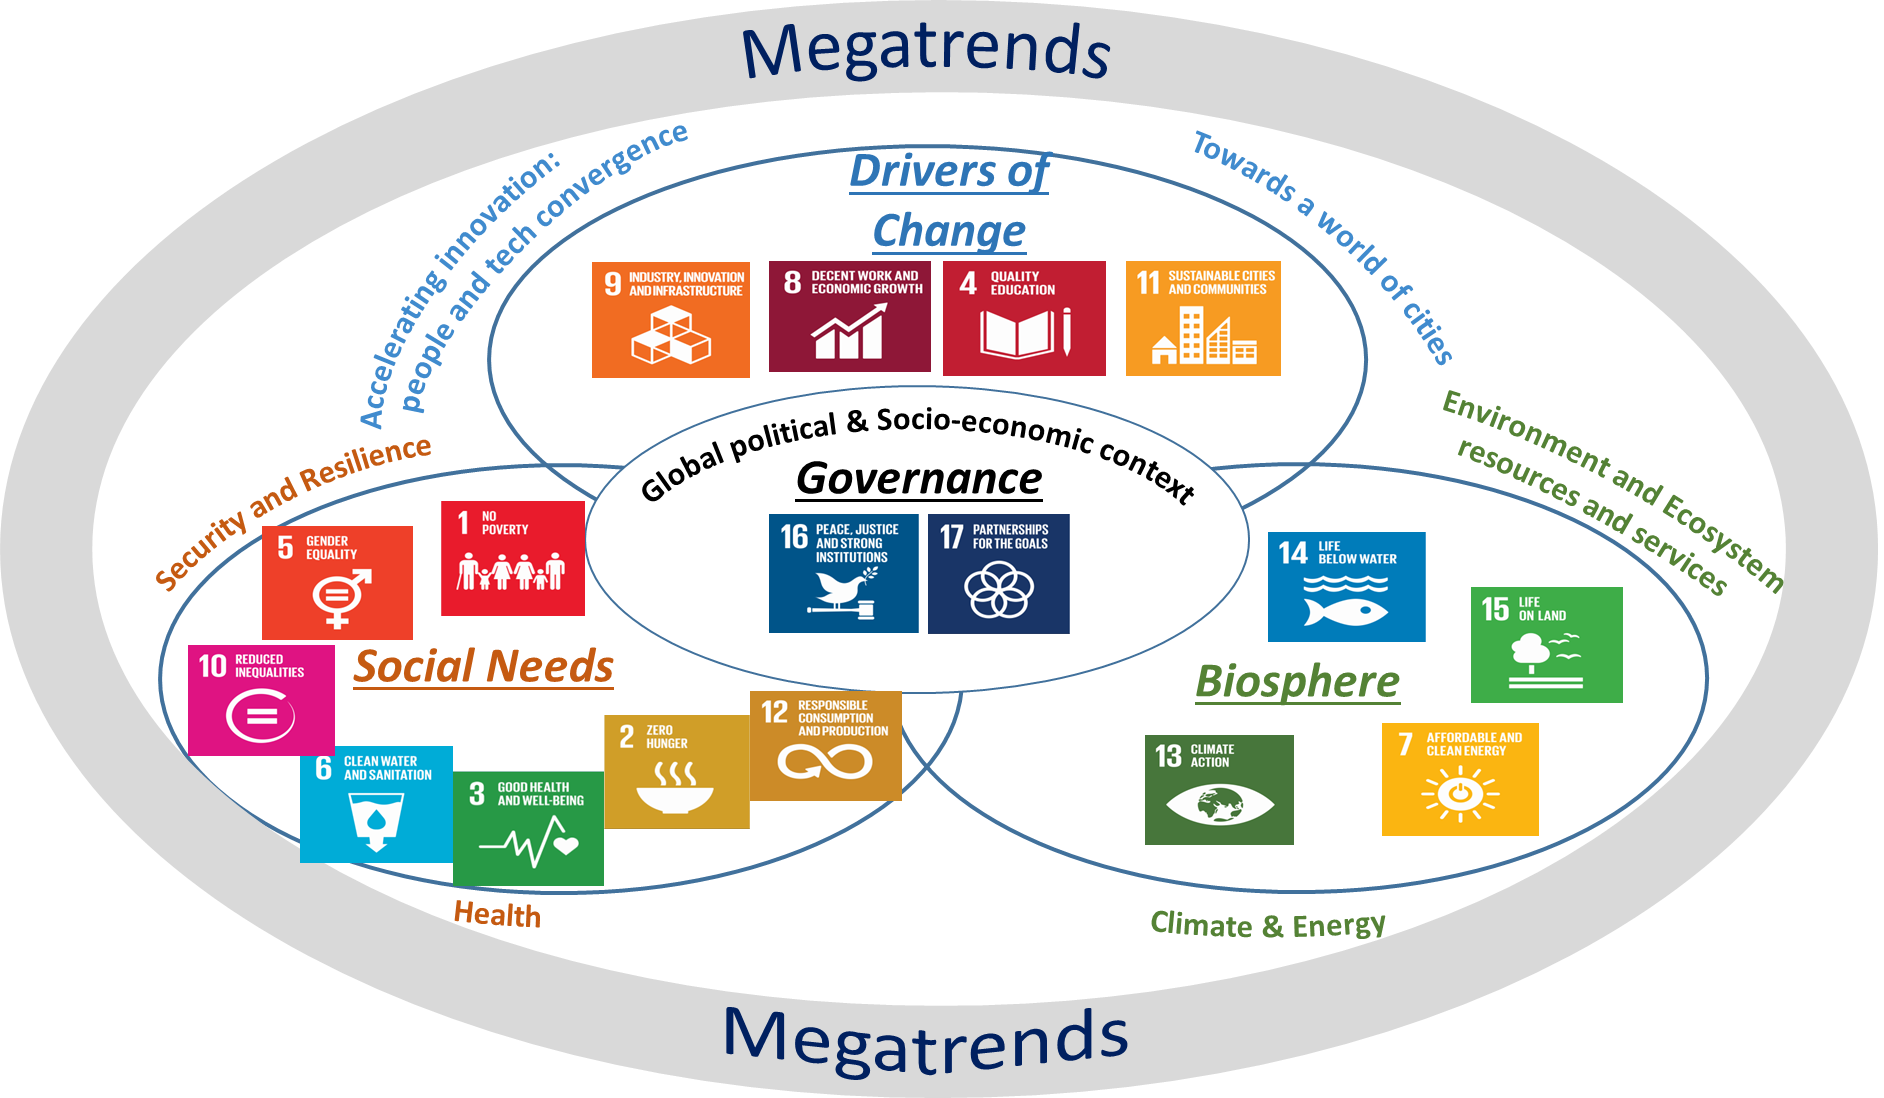 Megatrends
Accelerating innovation:
people and tech convergence
Towards a world of cities
Drivers of
Change
9 INDUSTRY, INNOVATION
AND INFRASTRUCTURE
8 DECENT WORK AND
ECONOMIC GROWTH
4 QUALITY
EDUCATION
11 SUSTAINABLE CITIES
AND COMMUNITIES
Global political & Socio-economic context
Governance
16 PEACE, JUSTICE
AND STRONG
INSTITUTIONS
17 PARTNERSHIPS
FOR THE GOALS
Security and Resilience
5 GENDER
EQUALITY
1 NO
POVERTY
10 REDUCED
INEQUALITIES
Social Needs
6 CLEAN WATER
AND SANITATION
3 GOOD HEALTH
AND WELL-BEING
2 ZERO
HUNGER
12 RESPONSIBLE
CONSUMPTION
AND PRODUCTION
Health
Environment and Ecosystem
resources and services
14 LIFE
BELOW WATER
15 LIFE
ON LAND
Biosphere
13 CLIMATE
ACTION
7 AFFORDABLE AND
CLEAN ENERGY
Climate & Energy
Megatrends